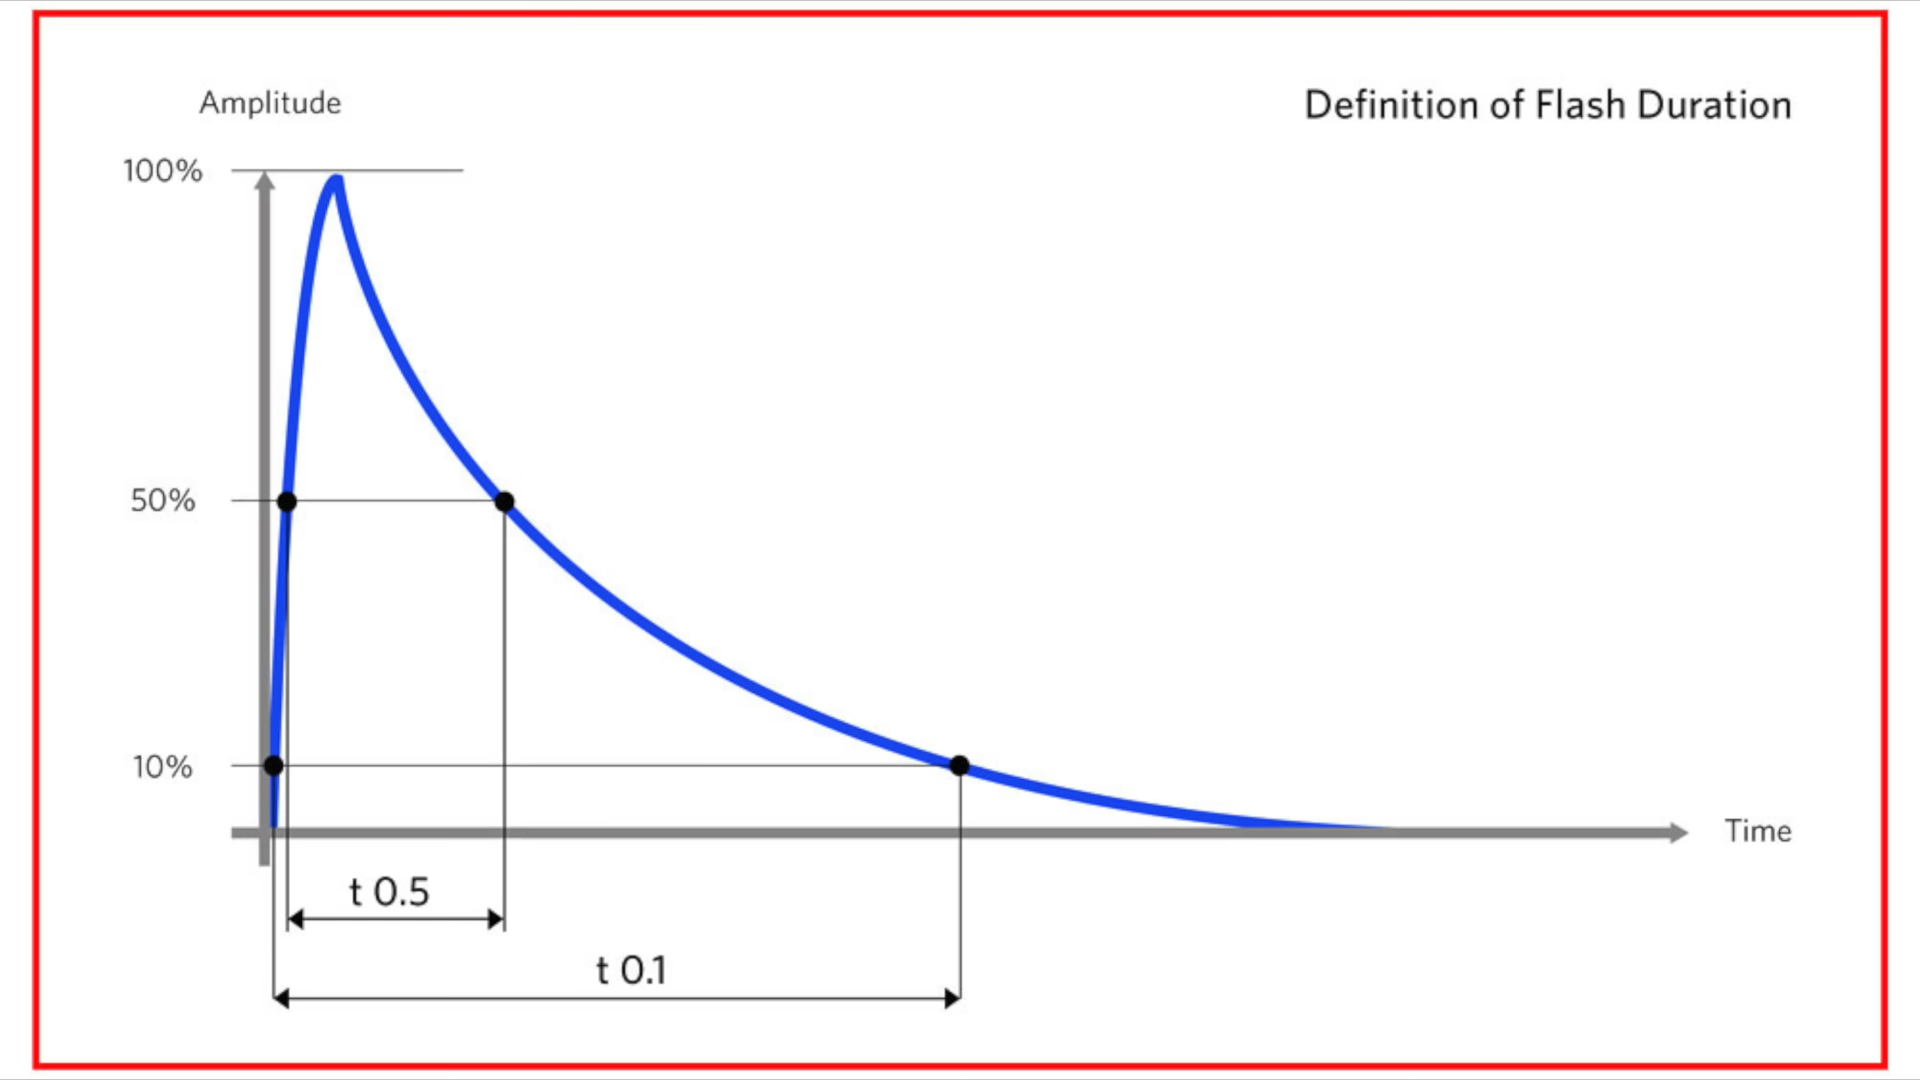 Amplitude
Definition of Flash Duration
100%
50%
10%
Time
t 0.5
t 0.1